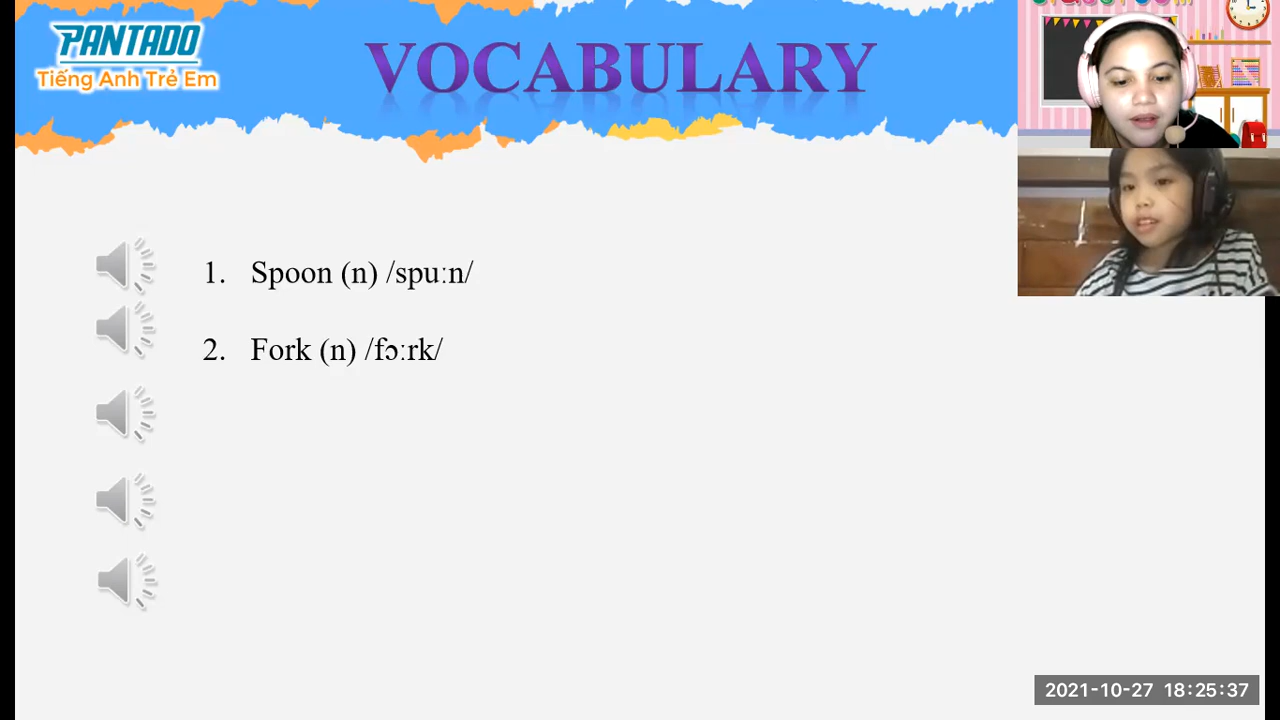 PANTADO
Tiếng Anh Trẻ Em
VOCABULARY
1. Spoon (n) /spuːn/
2. Fork (n) /fɔːrk/
2021-10-27 18:25:37